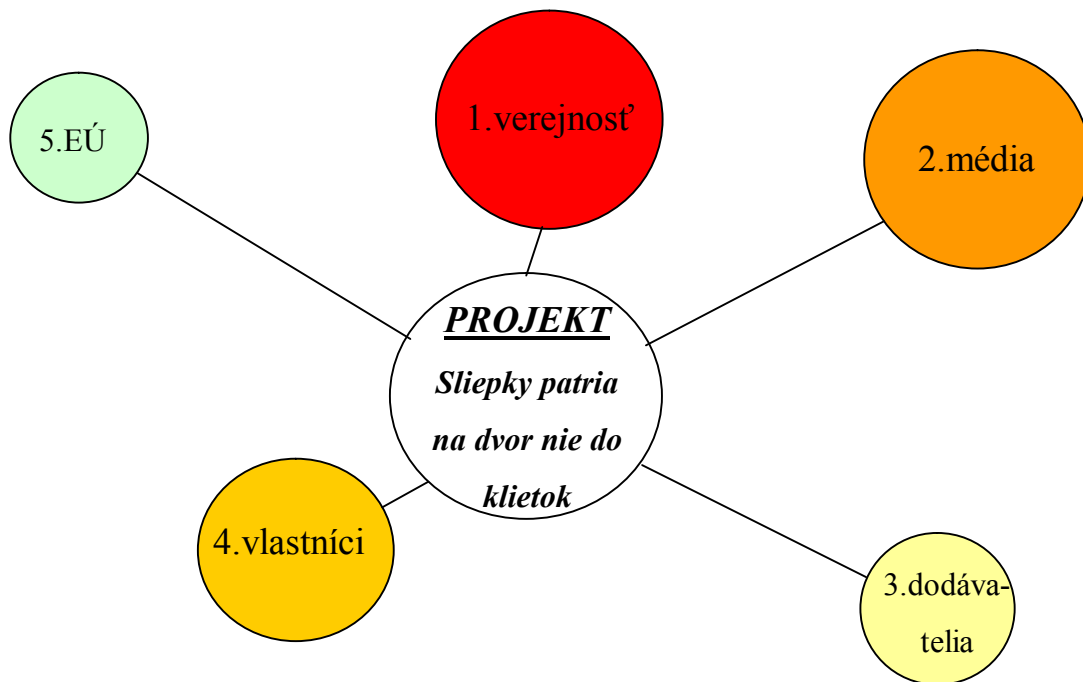 1.verejnosť
2.média
5.EÚ
PROJEKT
Sliepky patria
na dvor nie do
klietok
4.vlastníci
3.dodáva-
telia